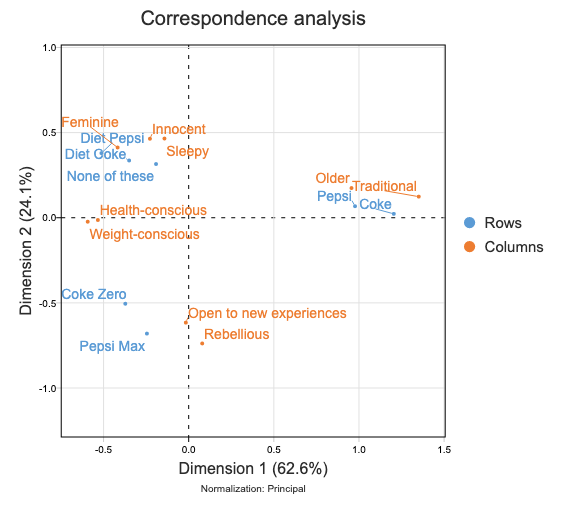 Correspondence analysis
Dimension 2 (24.1%)
1.0
0.5
0.0
-0.5
-1.0
Feminine
Innocent
Diet Pepsi
Diet Coke
Sleepy
None of these
Older
Traditional
Pepsi
Coke
Health-conscious
Weight-conscious
Coke Zero
Open to new experiences
Rebellious
Pepsi Max
Rows
Columns
-0.5 0.0 0.5 1.0 1.5
Dimension 1 (62.6%)
Normalization: Principal